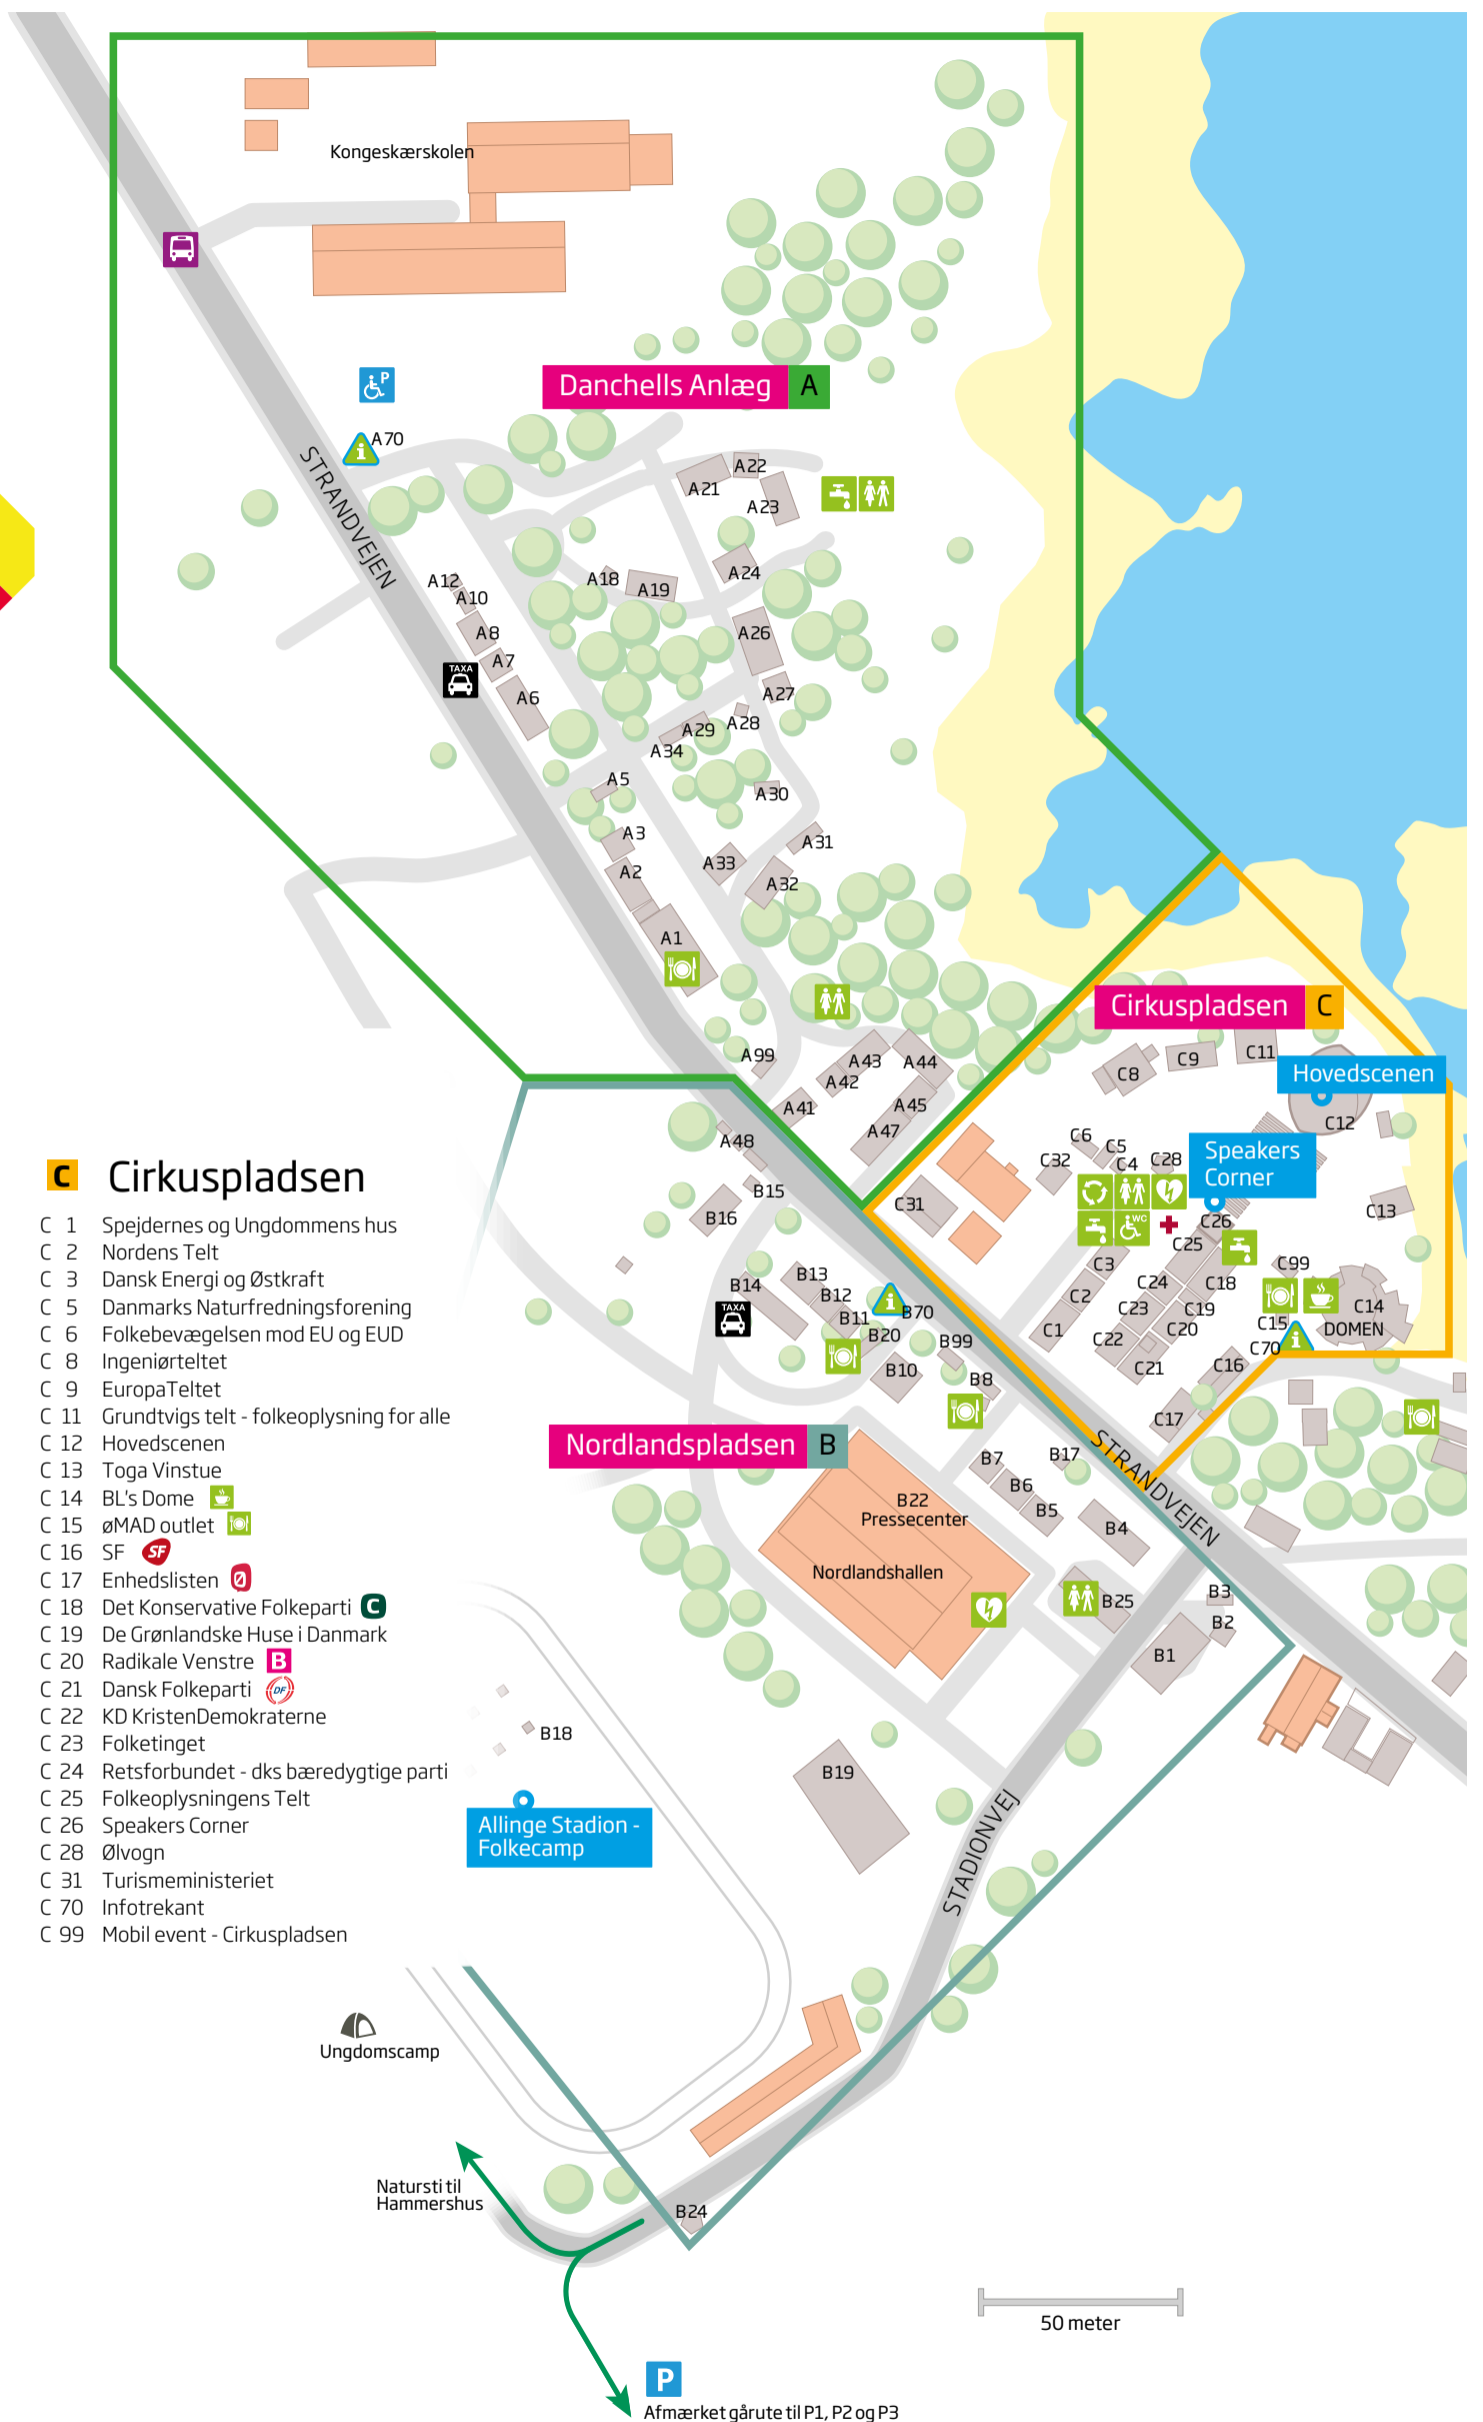 Kongeskærskolen
P
Danchells Anlæg A
A70
STRANDVEJEN
A22
A21
A23
A12
A10
A18
A19
A24
A8
A26
A7
TAXA
A6
A27
A28
A29
A34
A5
A30
A3
A31
A2
A33
A32
A1
Cirkuspladsen C
A99
A43
A44
A42
C9
C11
C8
Hovedscenen
A41
A45
C12
A47
A48
C6
C5
C4
C28
C32
Speakers
Corner
B15
B16
C31
WC
C26
C13
C25
C3
C99
B14
B13
B12
C2
C24
C18
B70
TAXA
B11
C23
C19
C15
C14
DOMEN
B20
C1
C22
C20
C70
B99
B10
C21
C16
B8
C17
Nordlandspladsen B
STRANDVEJEN
B7
B17
B6
B22
Pressecenter
B5
B4
Nordlandshallen
B25
B3
B2
B1
B18
B19
Allinge Stadion -
Folkecamp
STADIONVEJ
C Cirkuspladsen
C 1 Spejdernes og Ungdommens hus
C 2 Nordens Telt
C 3 Dansk Energi og Østkraft
C 5 Danmarks Naturfredningsforening
C 6 Folkebevægelsen mod EU og EUD
C 8 Ingeniørteltet
C 9 EuropaTeltet
C 11 Grundtvigs telt - folkeoplysning for alle
C 12 Hovedscenen
C 13 Toga Vinstue
C 14 BL's Dome
C 15 øMAD outlet
C 16 SF SF
C 17 Enhedslisten Ø
C 18 Det Konservative Folkeparti C
C 19 De Grønlandske Huse i Danmark
C 20 Radikale Venstre B
C 21 Dansk Folkeparti DF
C 22 KD KristenDemokraterne
C 23 Folketinget
C 24 Retsforbundet - dks bæredygtige parti
C 25 Folkeoplysningens Telt
C 26 Speakers Corner
C 28 Ølvogn
C 31 Turismeministeriet
C 70 Infotrekant
C 99 Mobil event - Cirkuspladsen
Ungdomscamp
Natursti til
Hammershus
B24
50 meter
P
Afmærket gårute til P1, P2 og P3